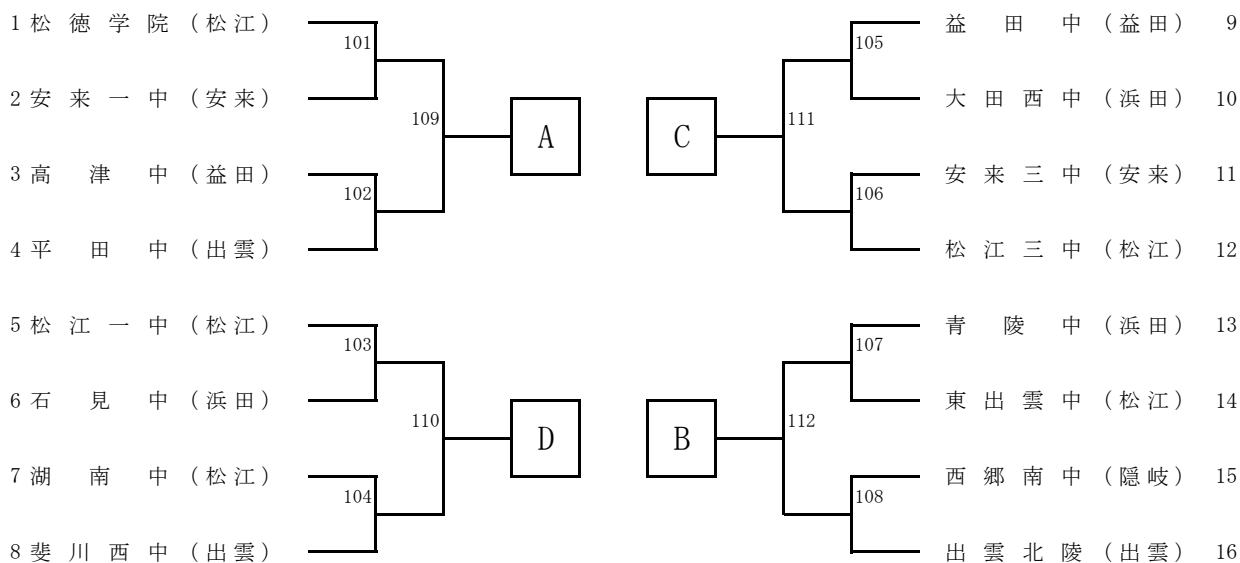 1 松徳学院 (松江)
101
2 安来一中 (安来)
109
A
3 高津中 (益田)
102
4 平田中 (出雲)
5 松江一中 (松江)
103
6 石見中 (浜田)
110
D
7 湖南中 (松江)
104
8 斐川西中 (出雲)
益田中 (益田) 9
105
大田西中 (浜田) 10
C
111
安来三中 (安来) 11
106
松江三中 (松江) 12
青陵中 (浜田) 13
107
東出雲中 (松江) 14
B
112
西郷南中 (隠岐) 15
108
出雲北陵 (出雲) 16